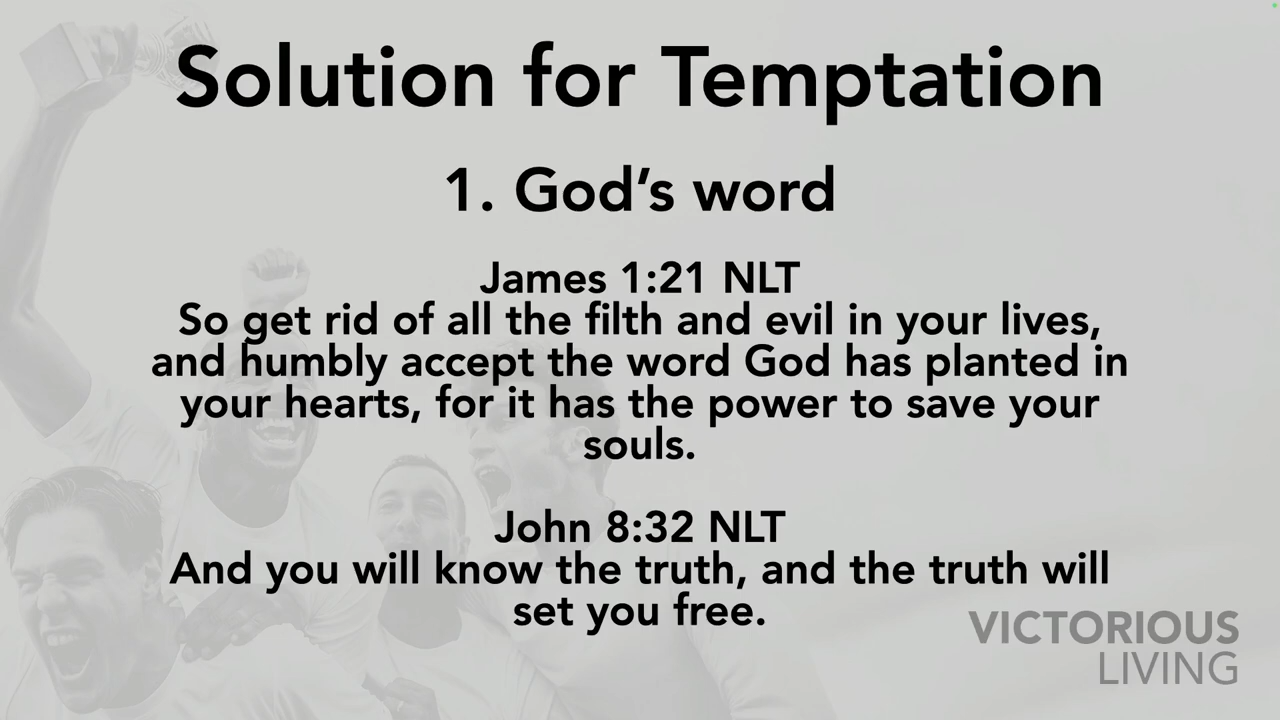 Solution for Temptation
1. God’s word
James 1:21 NLT
So get rid of all the filth and evil in your lives,
and humbly accept the word God has planted in
your hearts, for it has the power to save your
souls.
John 8:32 NLT
And you will know the truth, and the truth will
set you free.
VICTORIOUS
LIVING